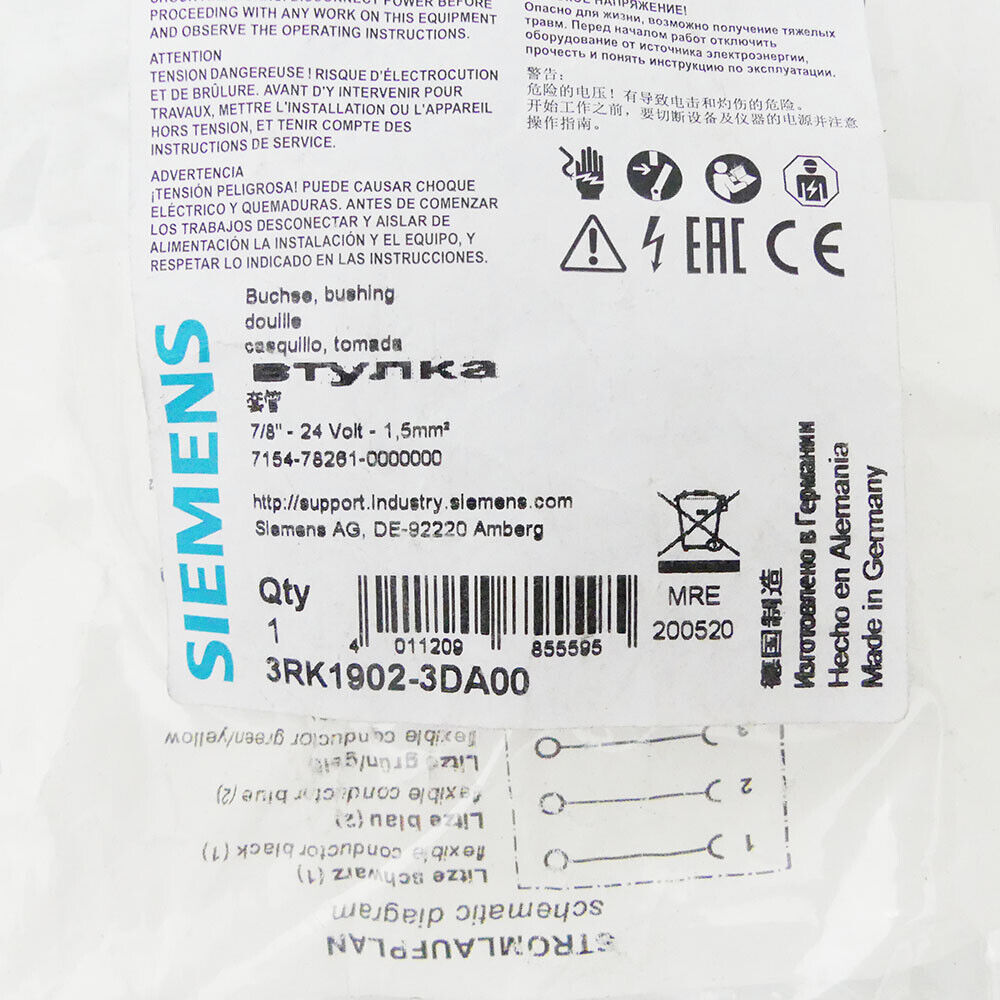 PROCEEDING WITH ANY WORK ON THIS EQUIPMENT
AND OBSERVE THE OPERATING INSTRUCTIONS.
ATTENTION
TENSION DANGEREUSE ! RISQUE D'ÉLECTROCUTION
ET DE BRÛLURE. AVANT D'Y INTERVENIR POUR
TRAVAUX, METTRE L'INSTALLATION OU L'APPAREIL
HORS TENSION, ET TENIR COMPTE DES
INSTRUCTIONS DE SERVICE.
ADVERTENCIA
¡TENSIÓN PELIGROSA! PUEDE CAUSAR CHOQUE
ELÉCTRICO Y QUEMADURAS. ANTES DE COMENZAR
LOS TRABAJOS DESCONECTAR Y AISLAR DE
ALIMENTACIÓN LA INSTALACIÓN Y EL EQUIPO, Y
RESPETAR LO INDICADO EN LAS INSTRUCCIONES.
НАПРЯЖЕНИЕ!
Опасно для жизни, возможно получение тяжелых
травм. Перед началом работ отключить
оборудование от источника электроэнергии,
прочесть и понять инструкцию по эксплуатации.
警告：
危险的电压！有导致电击和灼伤的危险。
开始工作之前，要切断设备及仪器的电源并注意
操作指南。
EAC CE
SIEMENS
Buchse, bushing
douille
casquillo, tomada
втулка
套管
7/8" - 24 Volt - 1,5mm²
7154-78261-0000000
http://support.industry.siemens.com
Siemens AG, DE-92220 Amberg
Qty
1
4 011209 855595
3RK1902-3DA00
MRE
200520
德国制造
Изготовлено в Германии
Hecho en Alemania
Made in Germany
STROMLAUFPLAN
schematic diagram
Litze schwarz (1)
flexible conductor black (1)
Litze blau (2)
flexible conductor blue (2)
Litze grün/gelb
flexible conductor green/yellow
1
2
3